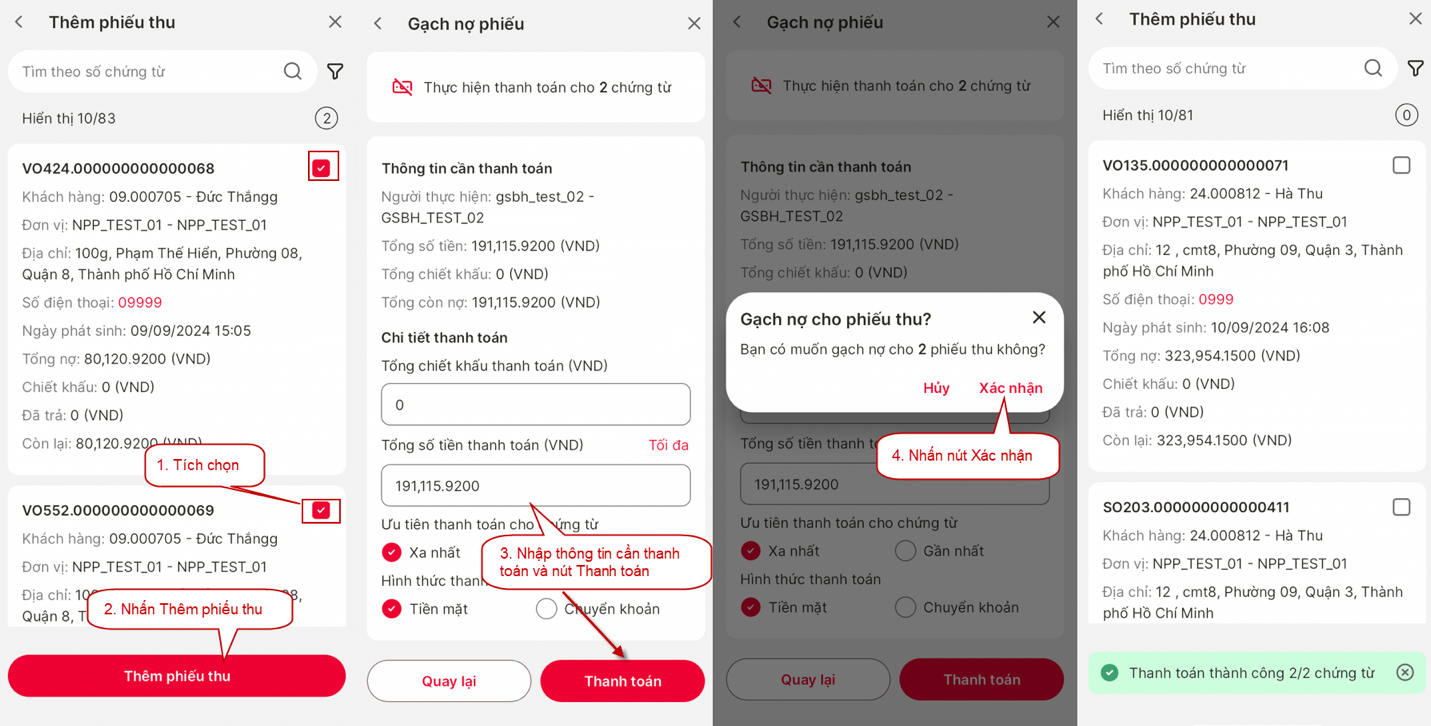 Thêm phiếu thu
Tìm theo số chứng từ
Hiển thị 10/83
2
VO424.000000000000068
Khách hàng: 09.000705 - Đức Thắngg
Đơn vị: NPP_TEST_01 - NPP_TEST_01
Địa chỉ: 100g, Phạm Thế Hiển, Phường 08,
Quận 8, Thành phố Hồ Chí Minh
Số điện thoại: 09999
Ngày phát sinh: 09/09/2024 15:05
Tổng nợ: 80,120.9200 (VND)
Chiết khấu: 0 (VND)
Đã trả: 0 (VND)
Còn lại: 80,120.9200 (VND)
1. Tích chọn
VO552.000000000000069
Khách hàng: 09.000705 - Đức Thắngg
Đơn vị: NPP_TEST_01 - NPP_TEST_01
Địa chỉ: 10
8,
Quận 8, T
2. Nhấn Thêm phiếu thu
Thêm phiếu thu
Gạch nợ phiếu
Thực hiện thanh toán cho 2 chứng từ
Thông tin cần thanh toán
Người thực hiện: gsbh_test_02 -
GSBH_TEST_02
Tổng số tiền: 191,115.9200 (VND)
Tổng chiết khấu: 0 (VND)
Tổng còn nợ: 191,115.9200 (VND)
Chi tiết thanh toán
Tổng chiết khấu thanh toán (VND)
0
Tổng số tiền thanh toán (VND)
Tối đa
191,115.9200
Ưu tiên thanh toán cho chứng từ
Xa nhất
3. Nhập thông tin cần thanh
toán và nút Thanh toán
Hình thức thanh
Tiền mặt
Chuyển khoản
Quay lại
Thanh toán
Gạch nợ phiếu
Thực hiện thanh toán cho 2 chứng từ
Thông tin cần thanh toán
Người thực hiện: gsbh_test_02 -
GSBH_TEST_02
Tổng số tiền: 191,115.9200 (VND)
Tổng chiết khấu: 0 (VND)
Gạch nợ cho phiếu thu?
Bạn có muốn gạch nợ cho 2 phiếu thu không?
Hủy
Xác nhận
Tổng số tiền thanh
4. Nhấn nút Xác nhận
191,115.9200
Ưu tiên thanh toán cho chứng từ
Xa nhất
Gần nhất
Hình thức thanh toán
Tiền mặt
Chuyển khoản
Quay lại
Thanh toán
Thêm phiếu thu
Tìm theo số chứng từ
Hiển thị 10/81
0
VO135.000000000000071
Khách hàng: 24.000812 - Hà Thu
Đơn vị: NPP_TEST_01 - NPP_TEST_01
Địa chỉ: 12 , cmt8, Phường 09, Quận 3, Thành
phố Hồ Chí Minh
Số điện thoại: 0999
Ngày phát sinh: 10/09/2024 16:08
Tổng nợ: 323,954.1500 (VND)
Chiết khấu: 0 (VND)
Đã trả: 0 (VND)
Còn lại: 323,954.1500 (VND)
SO203.000000000000411
Khách hàng: 24.000812 - Hà Thu
Đơn vị: NPP_TEST_01 - NPP_TEST_01
Địa chỉ: 12 , cmt8, Phường 09, Quận 3, Thành
phố Hồ Chí Minh
Thanh toán thành công 2/2 chứng từ